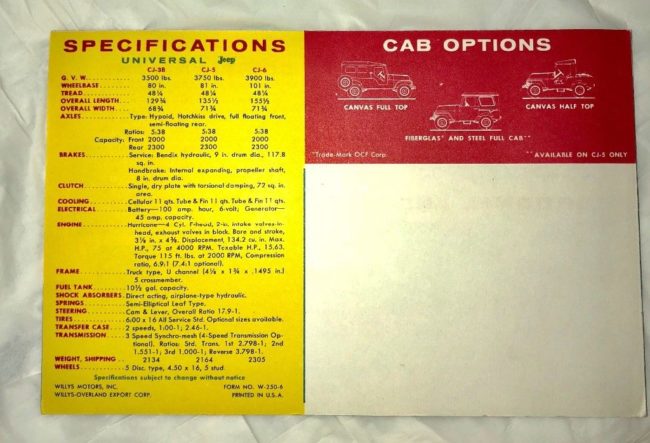 SPECIFICATIONS
UNIVERSAL Jeep
CJ-3B CJ-5 CJ-6
G. V. W. 3500 lbs. 3750 lbs. 3900 lbs.
WHEELBASE 80 in. 81 in. 101 in.
TREAD 48¼ 48¼ 48¼
OVERALL LENGTH 129¾ 135½ 155½
OVERALL WIDTH 68¾ 71¾ 71¾
AXLES Type: Hypoid, Hotchkiss drive, full floating front,
semi-floating rear.
Ratios: 5.38 5.38 5.38
Capacity: Front 2000 2000 2000
Rear 2300 2300 2300
BRAKES Service: Bendix hydraulic, 9 in. drum dia., 117.8
sq. in.
Handbrake: Internal expanding, propeller shaft,
8 in. drum dia.
CLUTCH Single, dry plate with torsional damping, 72 sq. in.
area.
COOLING Cellular 11 qts. Tube & Fin 11 qts. Tube & Fin 11 qts.
ELECTRICAL Battery—100 amp. hour, 6-volt; Generator—
45 amp. capacity.
ENGINE Hurricane—4 Cyl. F-head, 2-in. intake valves-in-
head, exhaust valves in block. Bore and stroke,
3⅛ in. x 4⅜. Displacement, 134.2 cu. in. Max.
H.P., 75 at 4000 RPM. Taxable H.P., 15.63.
Torque 115 ft. lbs. at 2000 RPM, Compression
ratio, 6.9:1 (7.4:1 optional).
FRAME Truck type, U channel (4⅛ x 1¾ x .1495 in.)
5 crossmember.
FUEL TANK 10½ gal. capacity.
SHOCK ABSORBERS Direct acting, airplane-type hydraulic.
SPRINGS Semi-Elliptical Leaf Type.
STEERING Cam & Lever, Overall Ratio 17.9-1.
TIRES 6.00 x 16 All Service Std. Optional sizes available.
TRANSFER CASE 2 speeds, 1.00-1; 2.46-1.
TRANSMISSION 3 Speed Synchro-mesh (4-Speed Transmission Op-
tional). Ratios: Std. Trans. 1st 2.798-1; 2nd
1.551-1; 3rd 1.000-1; Reverse 3.798-1.
WEIGHT, SHIPPING 2134 2164 2305
WHEELS 5 Disc type, 4.50 x 16, 5 stud.
Specifications subject to change without notice
WILLYS MOTORS, INC. FORM NO. W-250-6
WILLYS-OVERLAND EXPORT CORP. PRINTED IN U.S.A.
CAB OPTIONS
CANVAS FULL TOP
CANVAS HALF TOP
FIBERGLAS* AND STEEL FULL CAB**
*Trade-Mark OCF Corp. **AVAILABLE ON CJ-5 ONLY